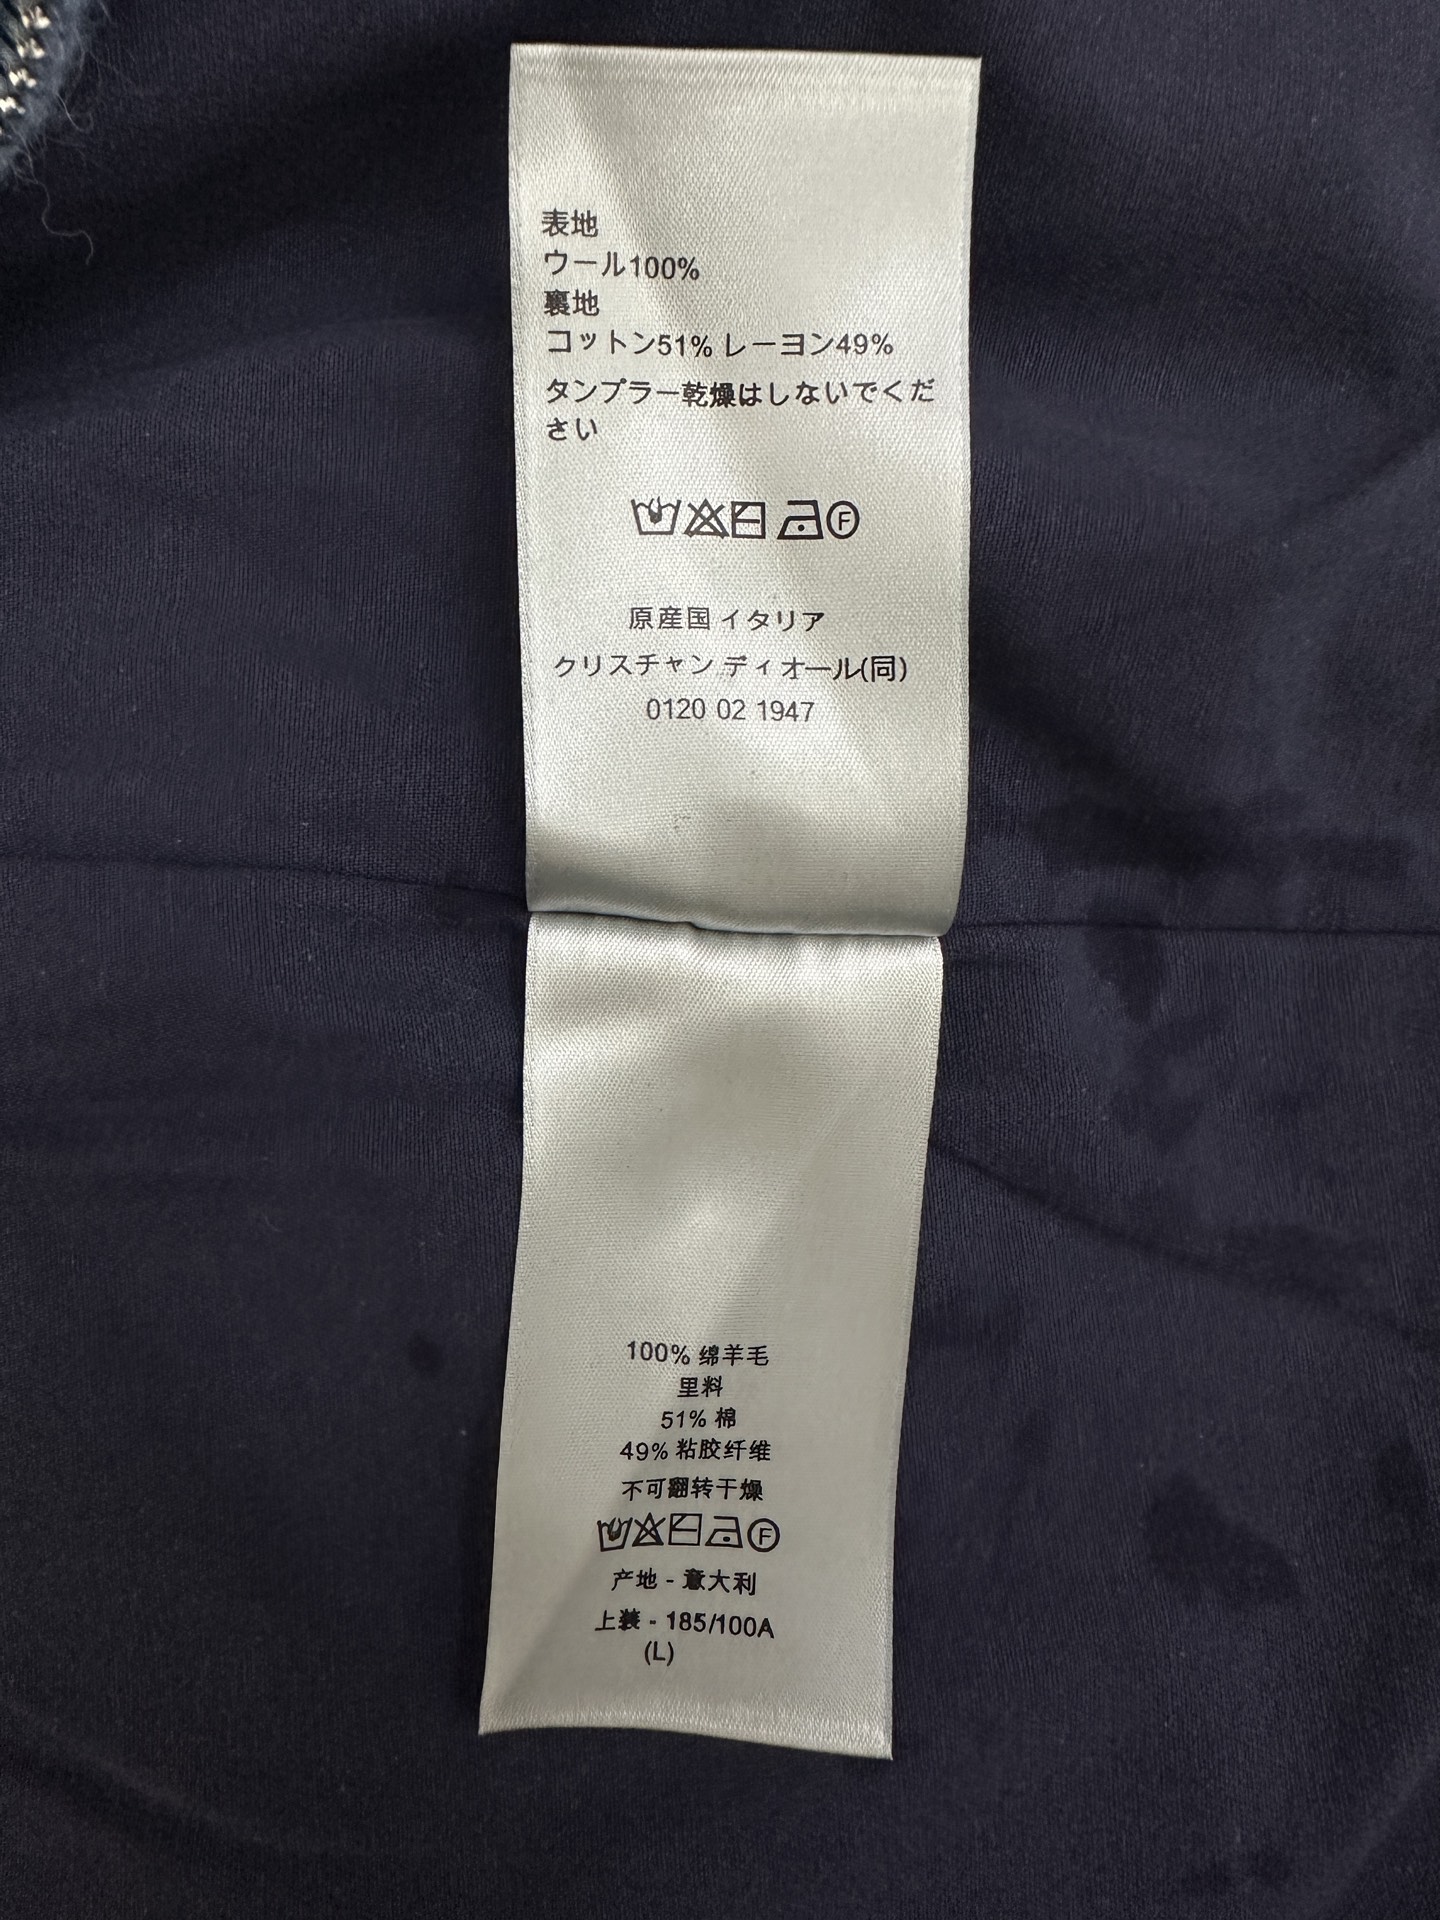 表地
ウール100%
裏地
コットン51% レーヨン49%
タンブラー乾燥はしないでくだ
さい
F
原産国 イタリア
クリスチャン ディオール(同)
0120 02 1947
100% 绵羊毛
里料
51% 棉
49% 粘胶纤维
不可翻转干燥
F
产地 - 意大利
上装 - 185/100A
(L)